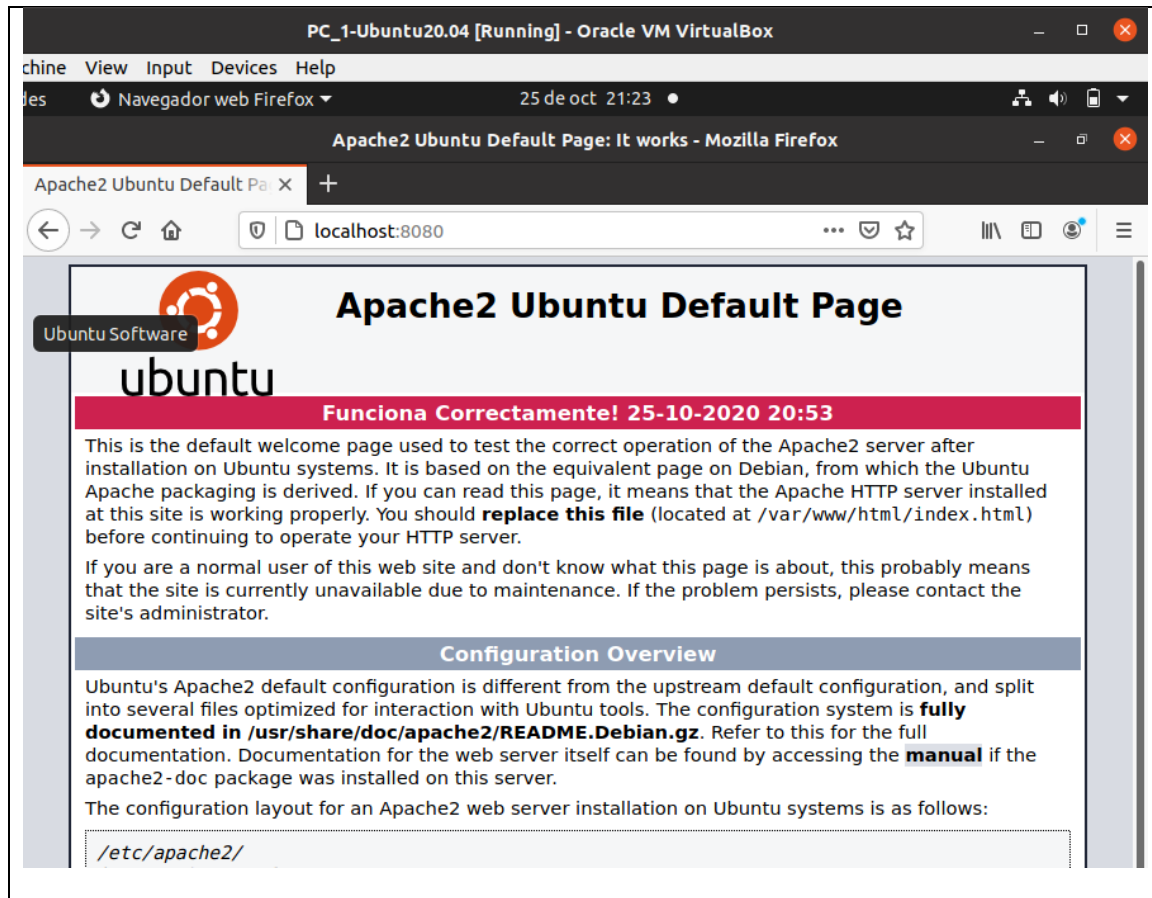 PC_1-Ubuntu20.04 [Running] - Oracle VM VirtualBox
chine View Input Devices Help
des Navegador web Firefox 25 de oct 21:23
Apache2 Ubuntu Default Page: It works - Mozilla Firefox
Apache2 Ubuntu Default Pa
localhost:8080
Apache2 Ubuntu Default Page
Ubuntu Software
ubuntu
Funciona Correctamente! 25-10-2020 20:53
This is the default welcome page used to test the correct operation of the Apache2 server after
installation on Ubuntu systems. It is based on the equivalent page on Debian, from which the Ubuntu
Apache packaging is derived. If you can read this page, it means that the Apache HTTP server installed
at this site is working properly. You should replace this file (located at /var/www/html/index.html)
before continuing to operate your HTTP server.
If you are a normal user of this web site and don't know what this page is about, this probably means
that the site is currently unavailable due to maintenance. If the problem persists, please contact the
site's administrator.
Configuration Overview
Ubuntu's Apache2 default configuration is different from the upstream default configuration, and split
into several files optimized for interaction with Ubuntu tools. The configuration system is fully
documented in /usr/share/doc/apache2/README.Debian.gz. Refer to this for the full
documentation. Documentation for the web server itself can be found by accessing the manual if the
apache2-doc package was installed on this server.
The configuration layout for an Apache2 web server installation on Ubuntu systems is as follows:
/etc/apache2/